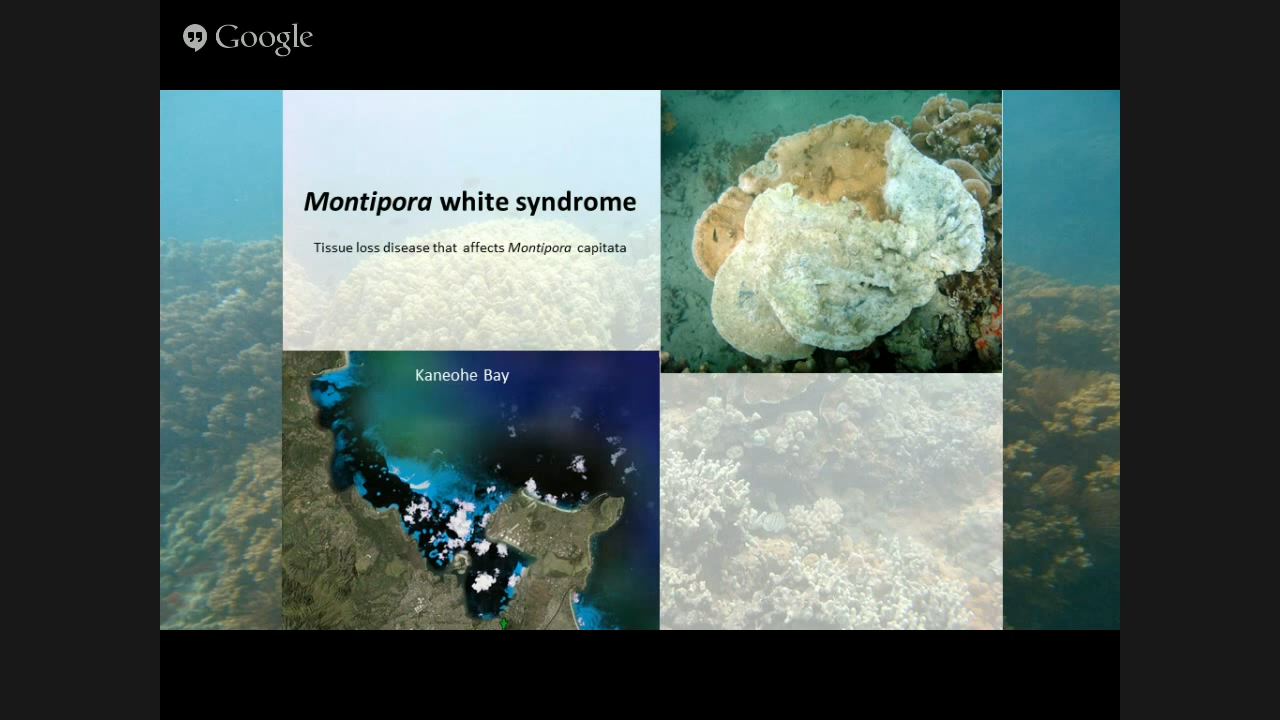 Google
Montipora white syndrome
Tissue loss disease that affects Montipora capitata
Kaneohe Bay